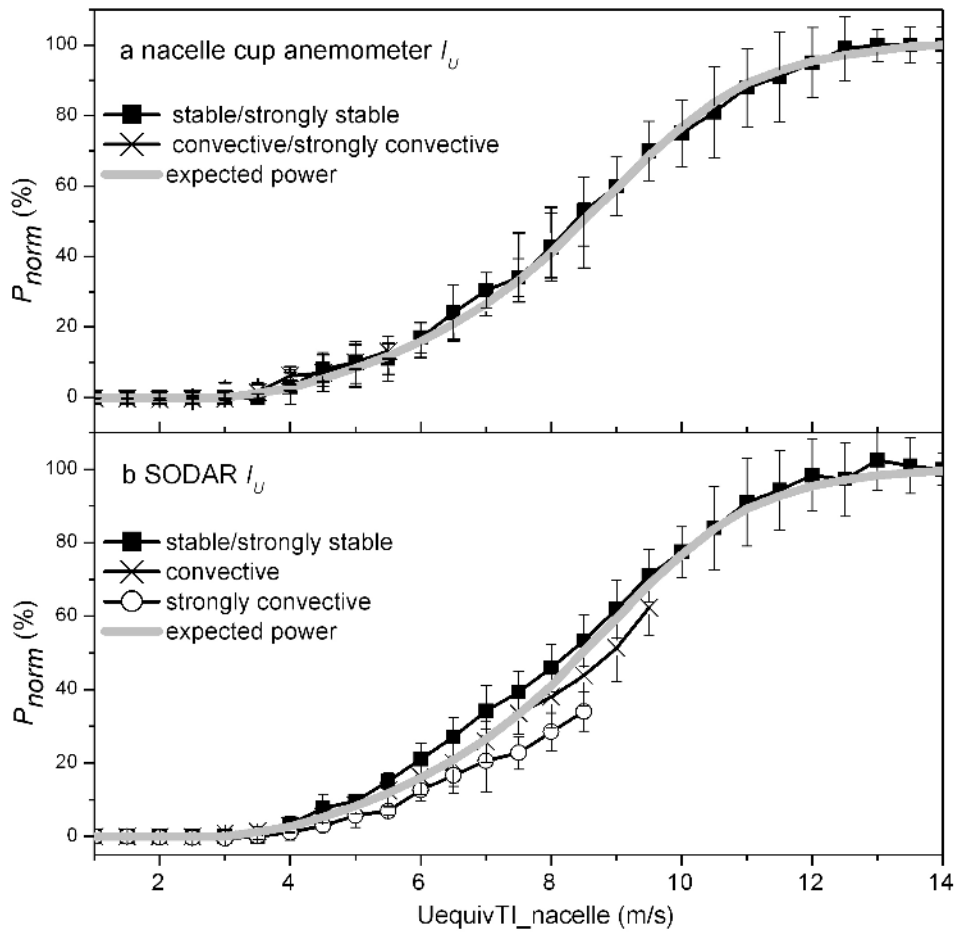 a nacelle cup anemometer I_U
stable/strongly stable
convective/strongly convective
expected power
P_norm (%)
100
80
60
40
20
0
b SODAR I_U
stable/strongly stable
convective
strongly convective
expected power
P_norm (%)
100
80
60
40
20
0
2 4 6 8 10 12 14
UequivTI_nacelle (m/s)